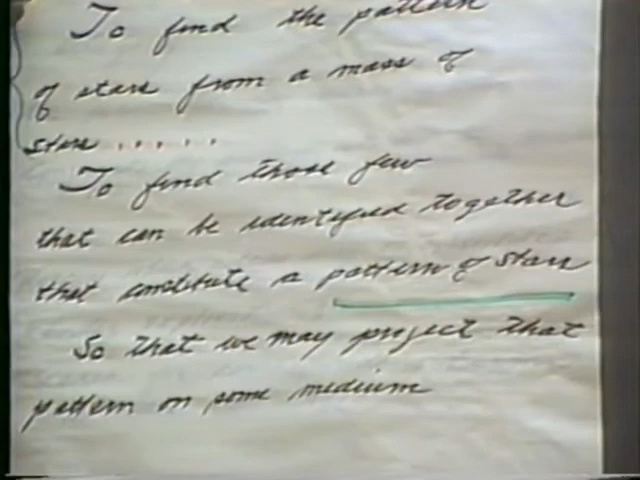 To find the pattern
of stars from a mass of
stars .....
To find those few
that can be identified together
that constitute a pattern of stars
So that we may project that
pattern on some medium